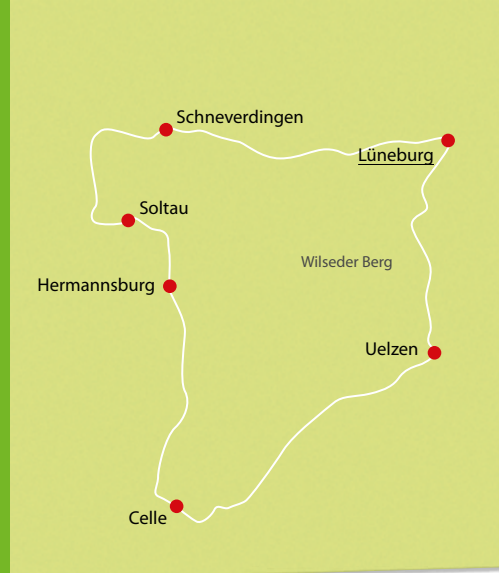 Schneverdingen
Lüneburg
Soltau
Wilseder Berg
Hermannsburg
Uelzen
Celle